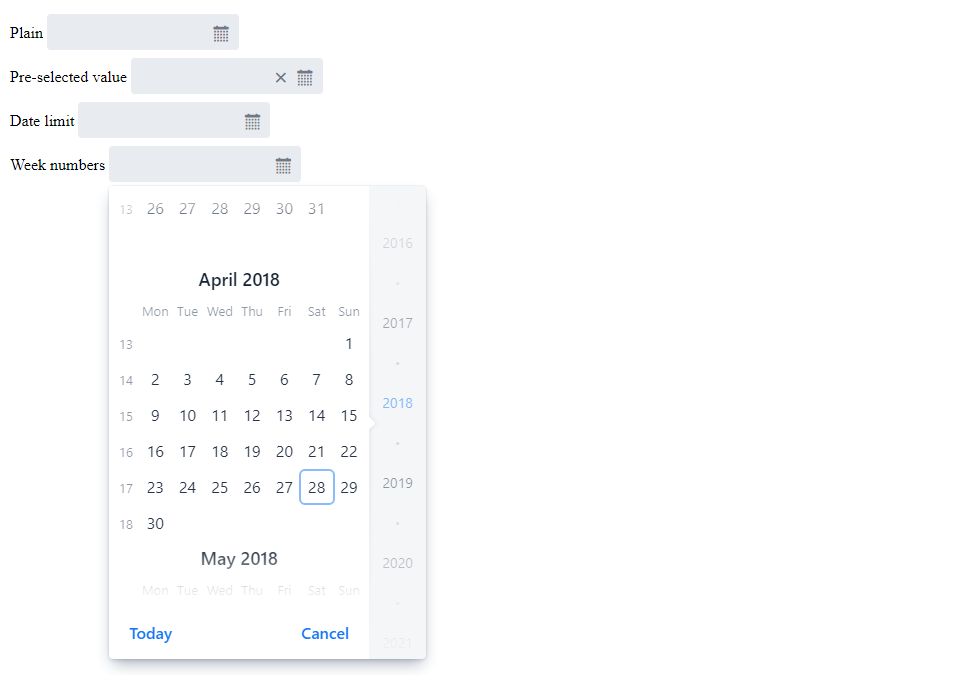 Plain
Pre-selected value
Date limit
Week numbers
13 26 27 28 29 30 31
April 2018
Mon Tue Wed Thu Fri Sat Sun
13 1
14 2 3 4 5 6 7 8
15 9 10 11 12 13 14 15
16 16 17 18 19 20 21 22
17 23 24 25 26 27 28 29
18 30
May 2018
Mon Tue Wed Thu Fri Sat Sun
Today Cancel
2016
2017
2018
2019
2020
2021